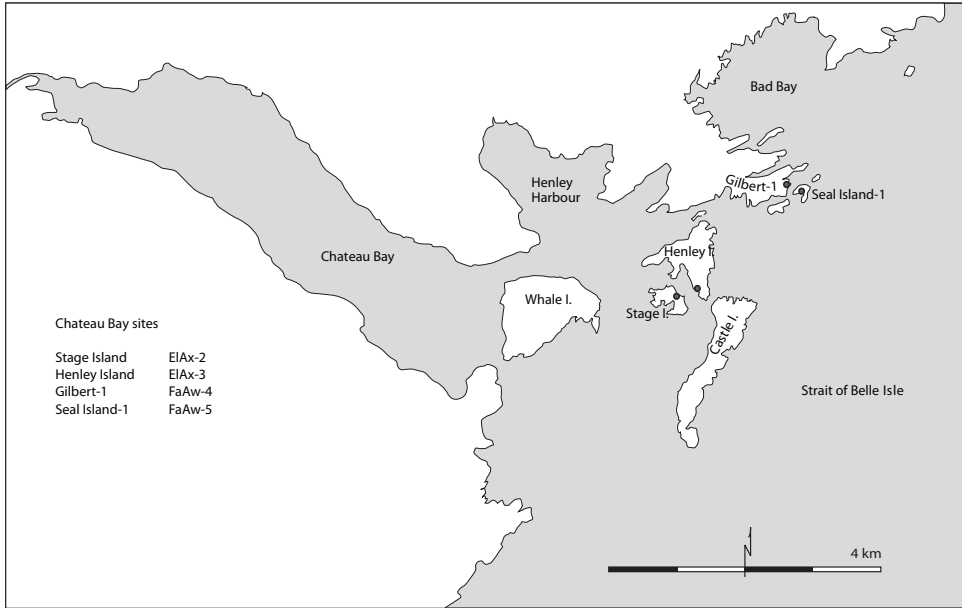 Bad Bay
Gilbert-1
Seal Island-1
Henley
Harbour
Henley I.
Chateau Bay
Whale I.
Stage I.
Castle I.
Strait of Belle Isle
Chateau Bay sites
Stage Island ElAx-2
Henley Island ElAx-3
Gilbert-1 FaAw-4
Seal Island-1 FaAw-5
N
4 km